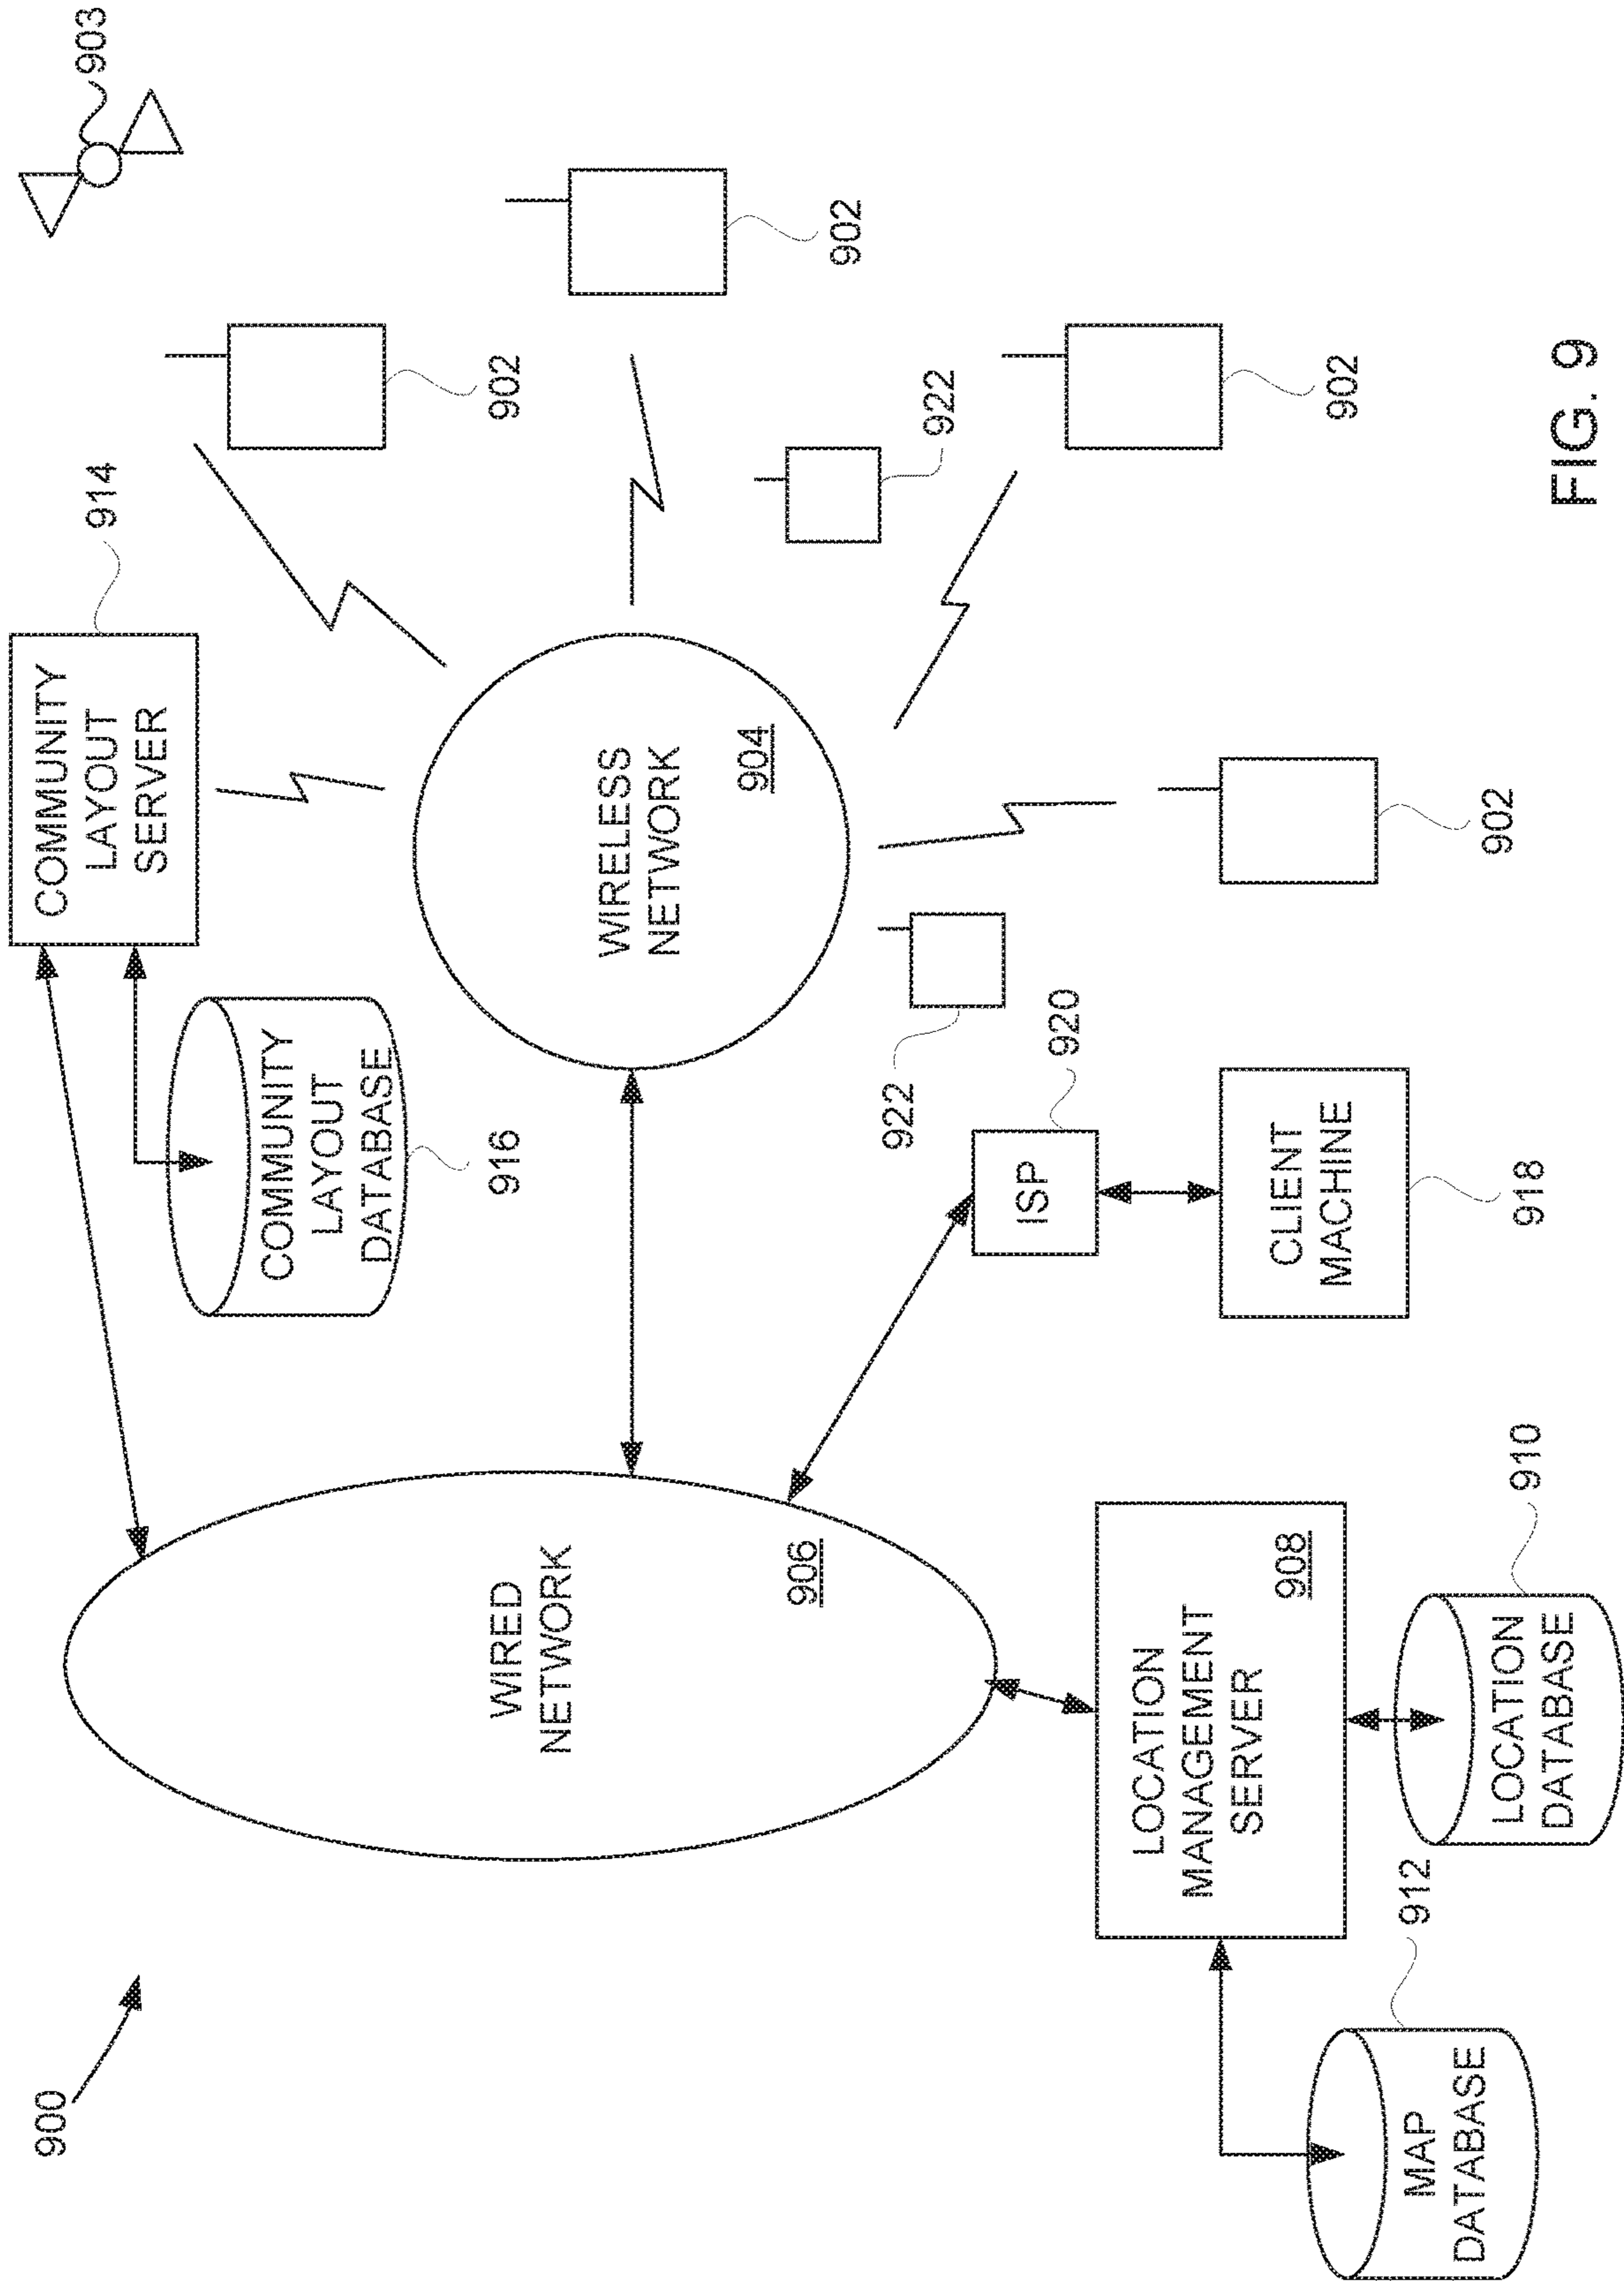 900
903
COMMUNITY
LAYOUT
SERVER
914
COMMUNITY
LAYOUT
DATABASE
916
902
WIRED
NETWORK
906
WIRELESS
NETWORK
904
902
922
922
902
ISP
920
LOCATION
MANAGEMENT
SERVER
908
CLIENT
MACHINE
918
902
MAP
DATABASE
912
LOCATION
DATABASE
910
FIG. 9